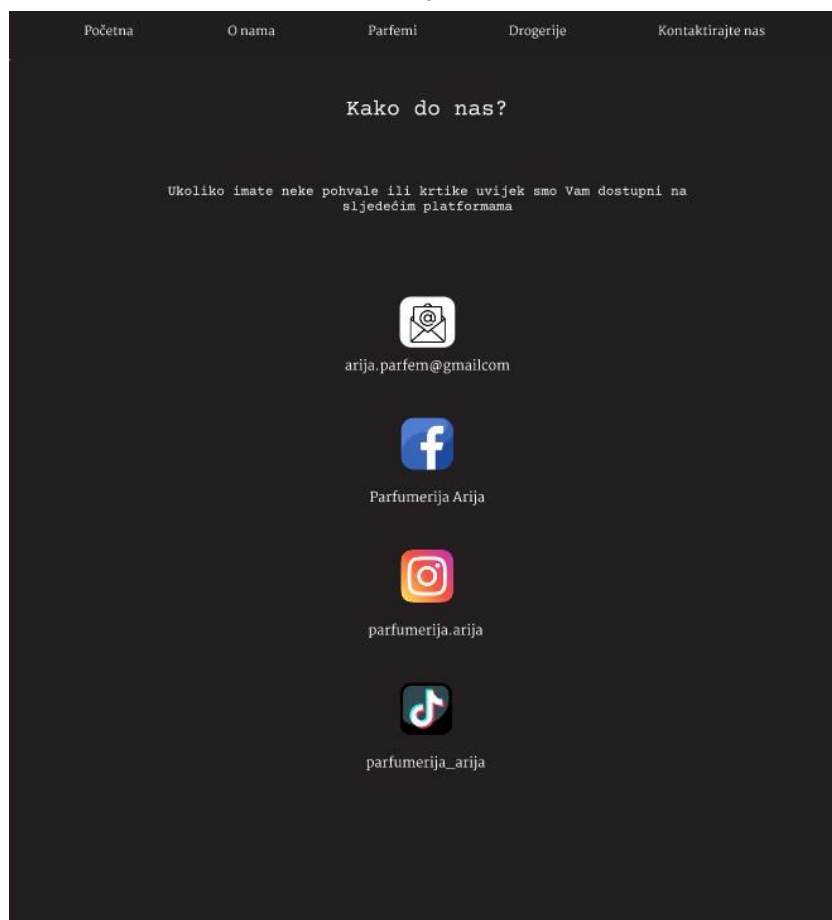 Početna O nama Parfemi Drogerije Kontaktirajte nas
Kako do nas?
Ukoliko imate neke pohvale ili krtike uvijek smo Vam dostupni na
sljedećim platformama
arija.parfem@gmailcom
Parfumerija Arija
parfumerija.arija
parfumerija_arija